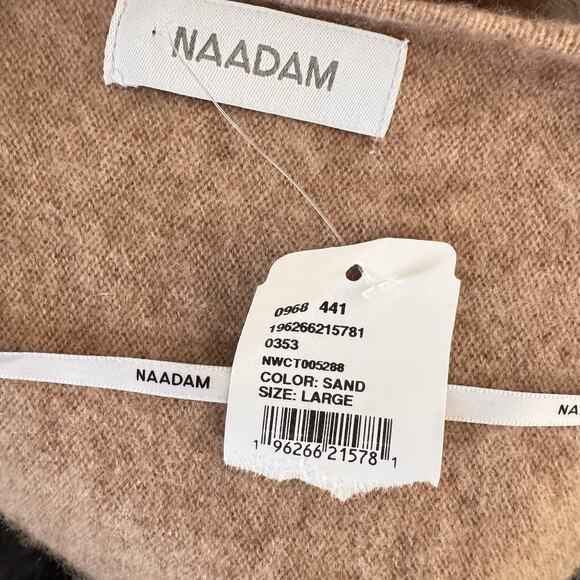 NAADAM
0968 441
196266215781
0353
NWCT005288
COLOR: SAND
SIZE: LARGE
1 96266 21578 1
NAADAM
NA